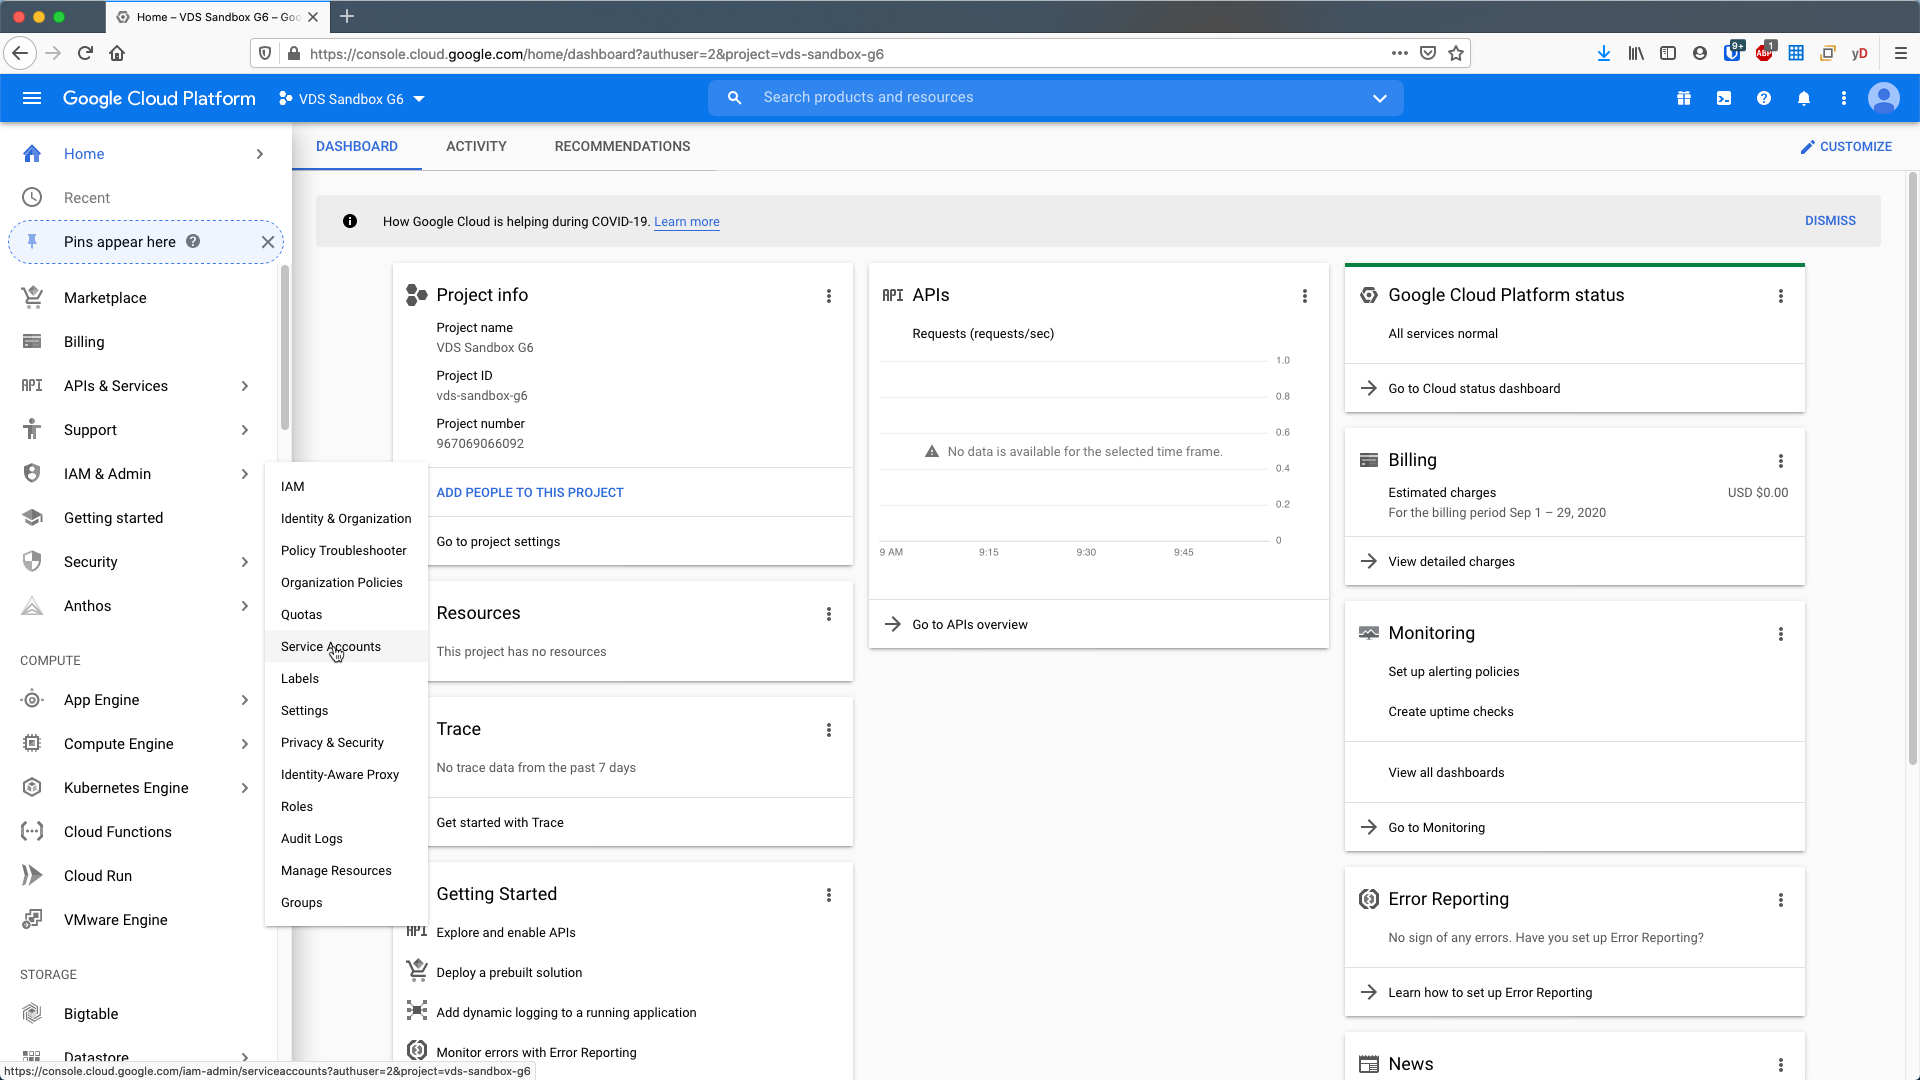 Home – VDS Sandbox G6 – Goo
https://console.cloud.google.com/home/dashboard?authuser=2&project=vds-sandbox-g6
9+
ABP
1
yD
Google Cloud Platform
VDS Sandbox G6
Search products and resources
Home
Recent
Pins appear here
Marketplace
Billing
API
APIs & Services
Support
IAM & Admin
Getting started
Security
Anthos
COMPUTE
App Engine
Compute Engine
Kubernetes Engine
Cloud Functions
Cloud Run
VMware Engine
STORAGE
Bigtable
Datastore
IAM
Identity & Organization
Policy Troubleshooter
Organization Policies
Quotas
Service Accounts
Labels
Settings
Privacy & Security
Identity-Aware Proxy
Roles
Audit Logs
Manage Resources
Groups
DASHBOARD
ACTIVITY
RECOMMENDATIONS
CUSTOMIZE
How Google Cloud is helping during COVID-19. Learn more
DISMISS
Project info
Project name
VDS Sandbox G6
Project ID
vds-sandbox-g6
Project number
967069066092
ADD PEOPLE TO THIS PROJECT
Go to project settings
Resources
This project has no resources
Trace
No trace data from the past 7 days
Get started with Trace
Getting Started
API
Explore and enable APIs
Deploy a prebuilt solution
Add dynamic logging to a running application
Monitor errors with Error Reporting
API
APIs
Requests (requests/sec)
1.0
0.8
0.6
No data is available for the selected time frame.
0.4
0.2
0
9 AM
9:15
9:30
9:45
Go to APIs overview
Google Cloud Platform status
All services normal
Go to Cloud status dashboard
Billing
Estimated charges
USD $0.00
For the billing period Sep 1 – 29, 2020
View detailed charges
Monitoring
Set up alerting policies
Create uptime checks
View all dashboards
Go to Monitoring
Error Reporting
No sign of any errors. Have you set up Error Reporting?
Learn how to set up Error Reporting
News
https://console.cloud.google.com/iam-admin/serviceaccounts?authuser=2&project=vds-sandbox-g6